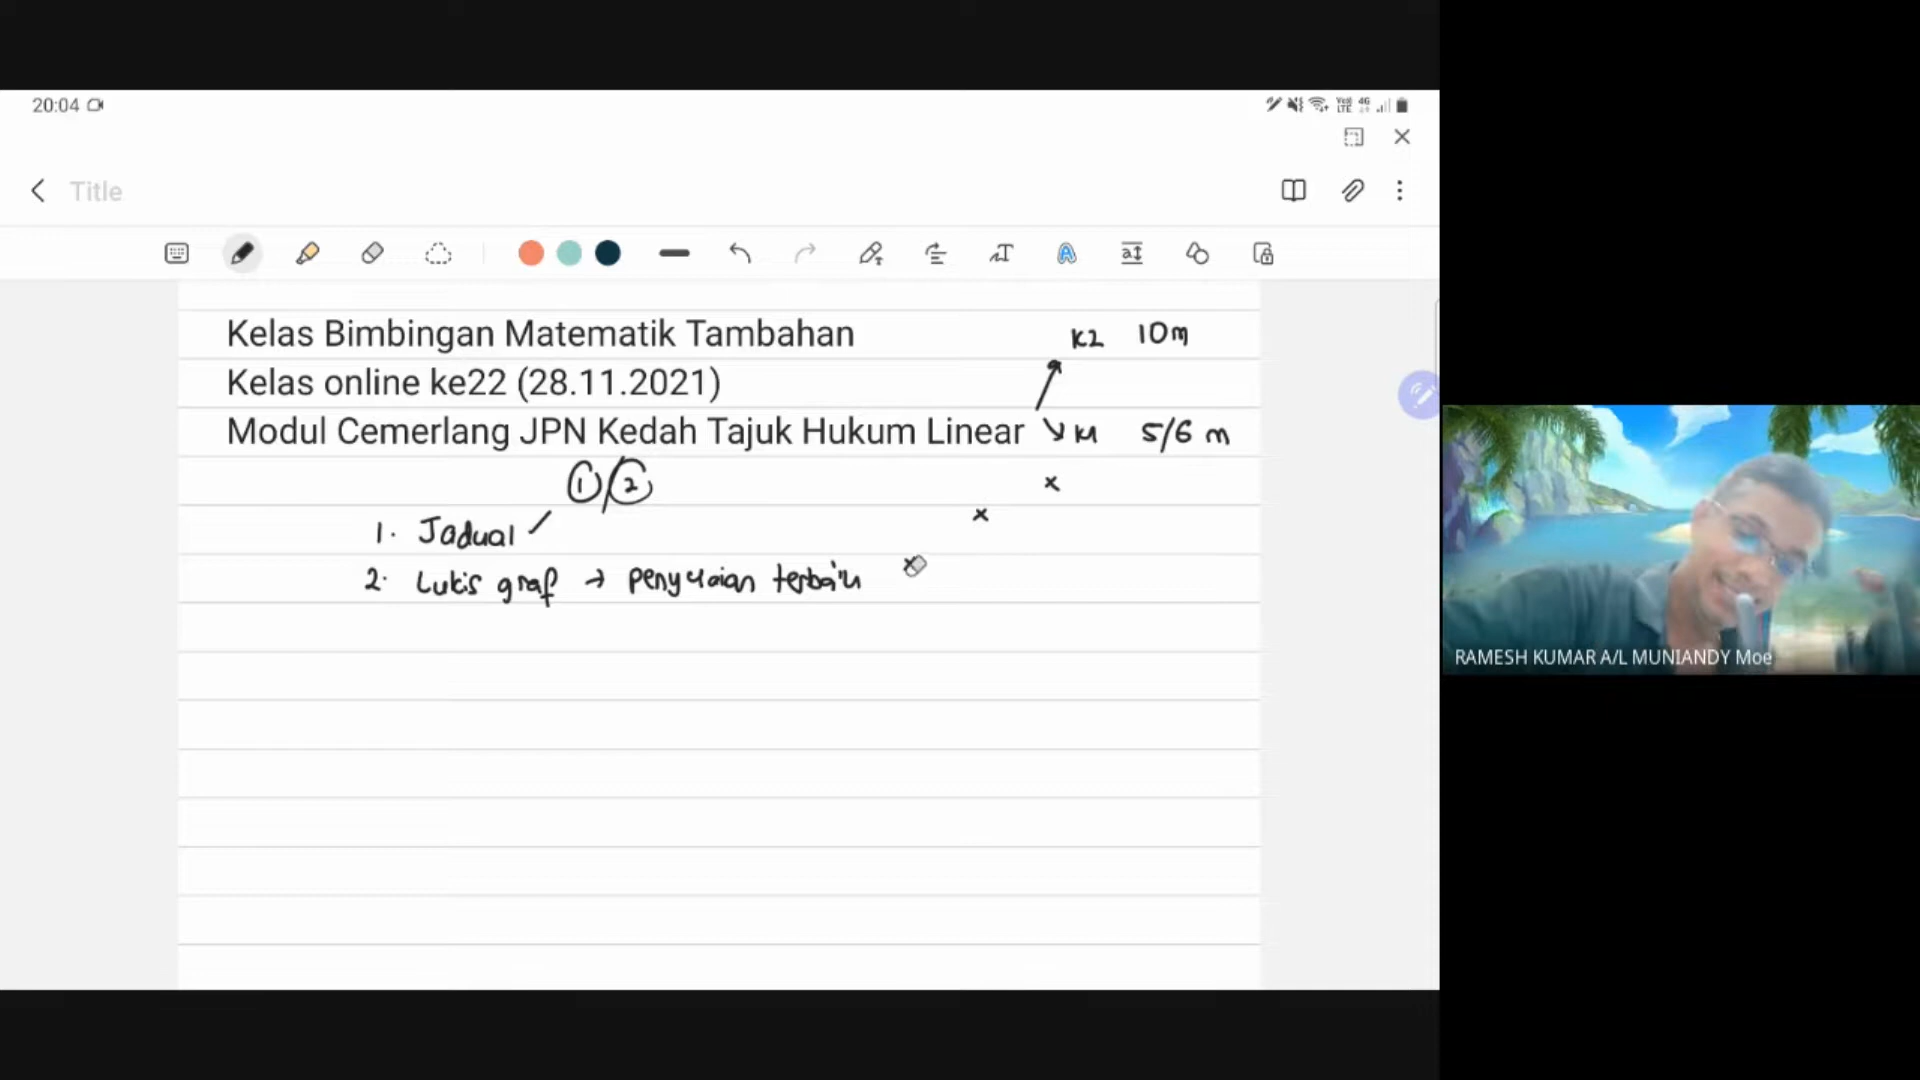 20:04
VoLTE 4G
Title
Kelas Bimbingan Matematik Tambahan K2 10m
Kelas online ke22 (28.11.2021)
Modul Cemerlang JPN Kedah Tajuk Hukum Linear K1 5/6 m
1/2
1. Jadual
2. Lukis graf → penyuaian terbaik
RAMESH KUMAR A/L MUNIANDY Moe